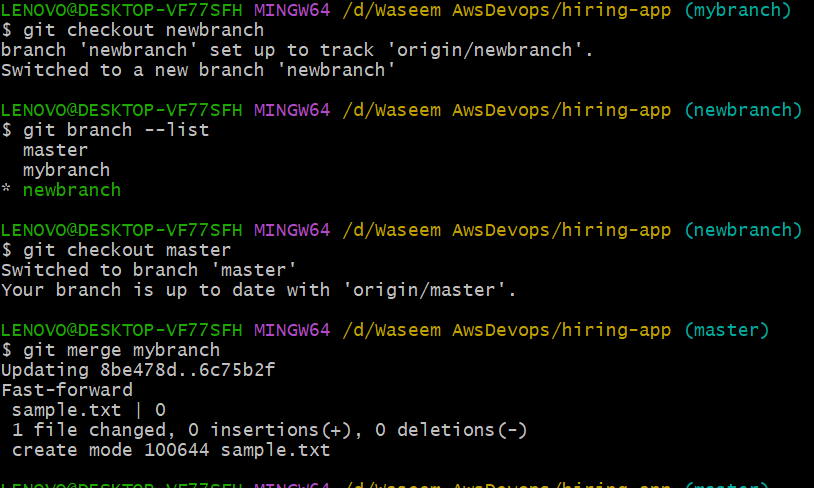 LENOVO@DESKTOP-VF77SFH MINGW64 /d/Waseem AwsDevops/hiring-app (mybranch)
$ git checkout newbranch
branch 'newbranch' set up to track 'origin/newbranch'.
Switched to a new branch 'newbranch'
LENOVO@DESKTOP-VF77SFH MINGW64 /d/Waseem AwsDevops/hiring-app (newbranch)
$ git branch --list
  master
  mybranch
* newbranch
LENOVO@DESKTOP-VF77SFH MINGW64 /d/Waseem AwsDevops/hiring-app (newbranch)
$ git checkout master
Switched to branch 'master'
Your branch is up to date with 'origin/master'.
LENOVO@DESKTOP-VF77SFH MINGW64 /d/Waseem AwsDevops/hiring-app (master)
$ git merge mybranch
Updating 8be478d..6c75b2f
Fast-forward
 sample.txt | 0
 1 file changed, 0 insertions(+), 0 deletions(-)
 create mode 100644 sample.txt
LENOVO@DESKTOP-VF77SFH MINGW64 /d/Waseem AwsDevops/hiring-app (master)